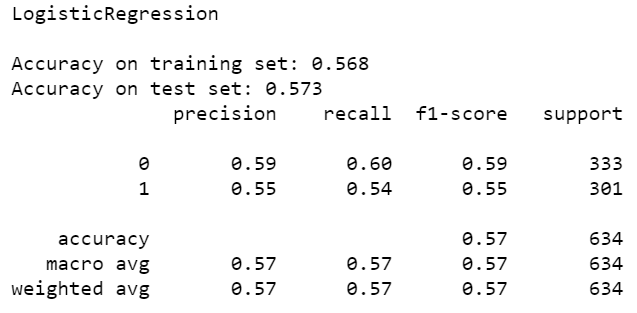 LogisticRegression
Accuracy on training set: 0.568
Accuracy on test set: 0.573
precision recall f1-score support
0 0.59 0.60 0.59 333
1 0.55 0.54 0.55 301
accuracy 0.57 634
macro avg 0.57 0.57 0.57 634
weighted avg 0.57 0.57 0.57 634